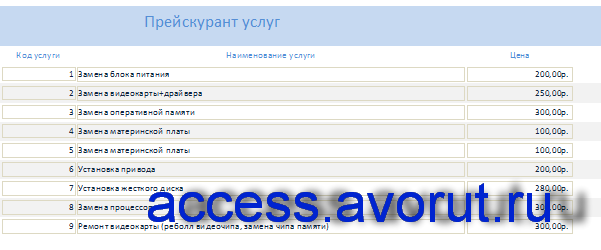 Прейскурант услуг
Код услуги Наименование услуги Цена
1 Замена блока питания 200,00р.
2 Замена видеокарты+драйвера 250,00р.
3 Замена оперативной памяти 300,00р.
4 Замена материнской платы 100,00р.
5 Замена материнской платы 100,00р.
6 Установка привода 200,00р.
7 Установка жесткого диска 280,00р.
8 Замена
access.avorut.ru
9 Ремонт видеокарты (реболл видеочипа, замена чипа памяти) 300,00р.